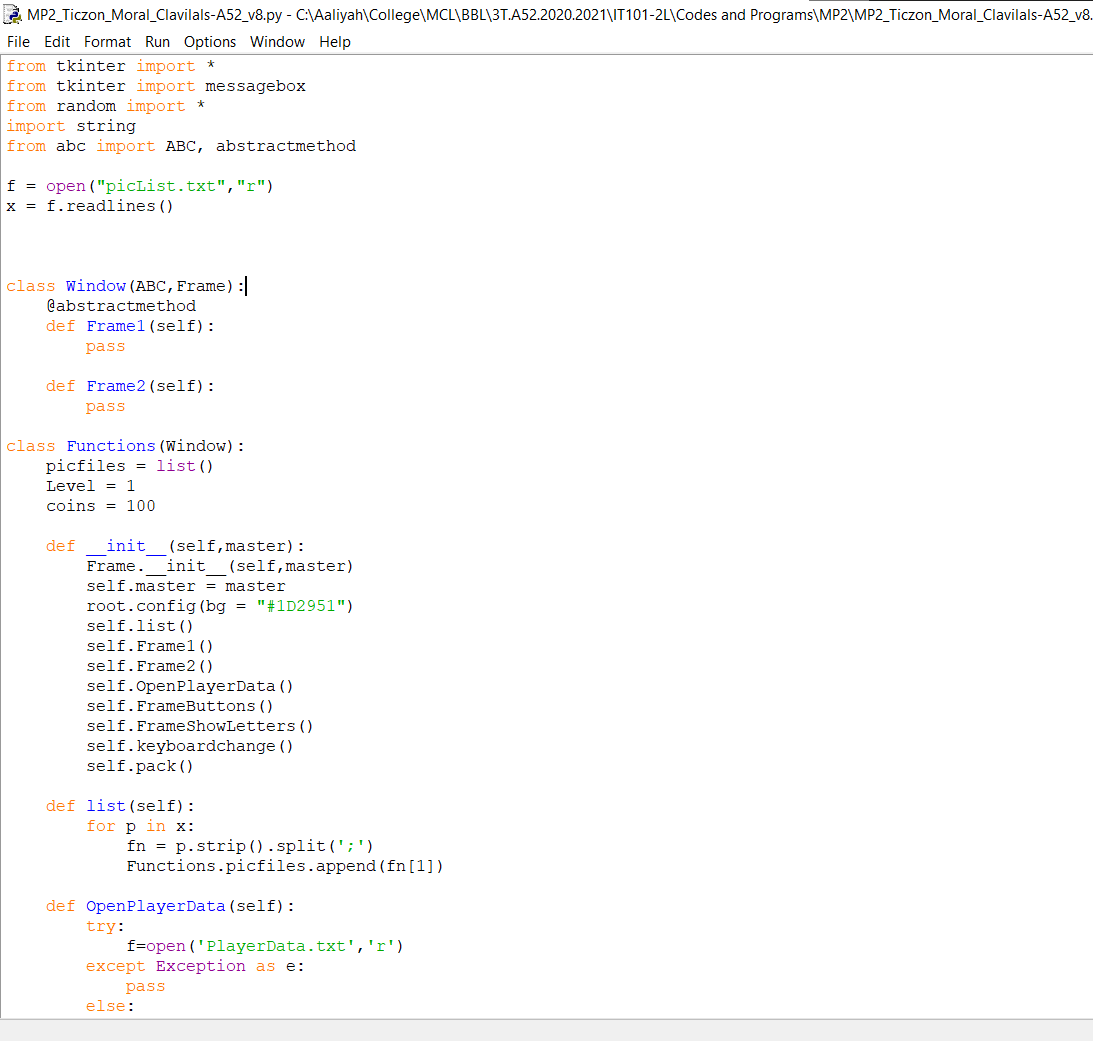 MP2_Ticzon_Moral_Clavilals-A52_v8.py - C:\Aaliyah\College\MCL\BBL\3T.A52.2020.2021\IT101-2L\Codes and Programs\MP2\MP2_Ticzon_Moral_Clavilals-A52_v8.
File Edit Format Run Options Window Help
from tkinter import *
from tkinter import messagebox
from random import *
import string
from abc import ABC, abstractmethod

f = open("picList.txt","r")
x = f.readlines()

class Window(ABC,Frame):
    @abstractmethod
    def Frame1(self):
        pass

    def Frame2(self):
        pass

class Functions(Window):
    picfiles = list()
    Level = 1
    coins = 100

    def __init__(self,master):
        Frame.__init__(self,master)
        self.master = master
        root.config(bg = "#1D2951")
        self.list()
        self.Frame1()
        self.Frame2()
        self.OpenPlayerData()
        self.FrameButtons()
        self.FrameShowLetters()
        self.keyboardchange()
        self.pack()

    def list(self):
        for p in x:
            fn = p.strip().split(';')
            Functions.picfiles.append(fn[1])

    def OpenPlayerData(self):
        try:
            f=open('PlayerData.txt','r')
        except Exception as e:
            pass
        else: